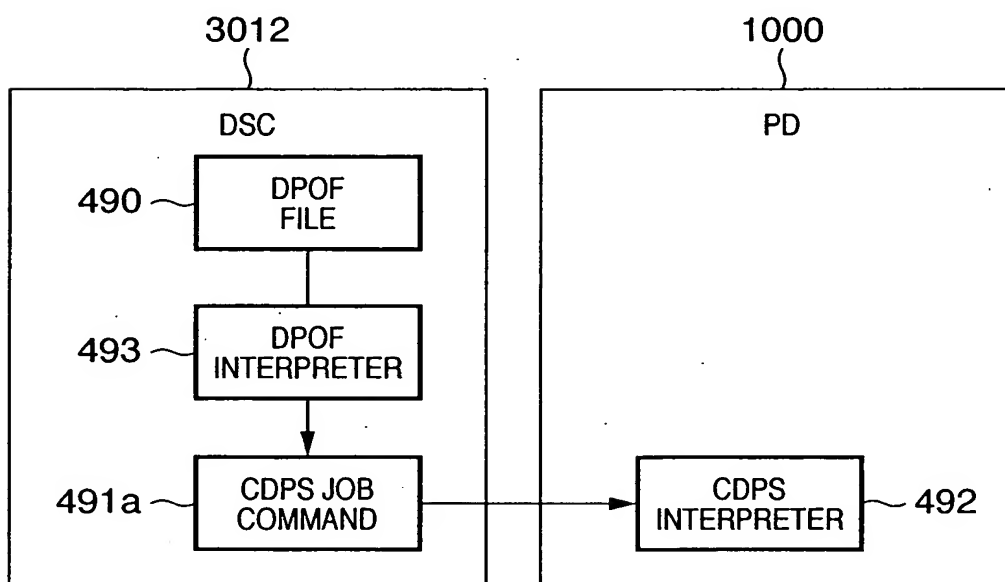 3012
1000
DSC
PD
490
DPOF
FILE
493
DPOF
INTERPRETER
491a
CDPS JOB
COMMAND
CDPS
INTERPRETER
492